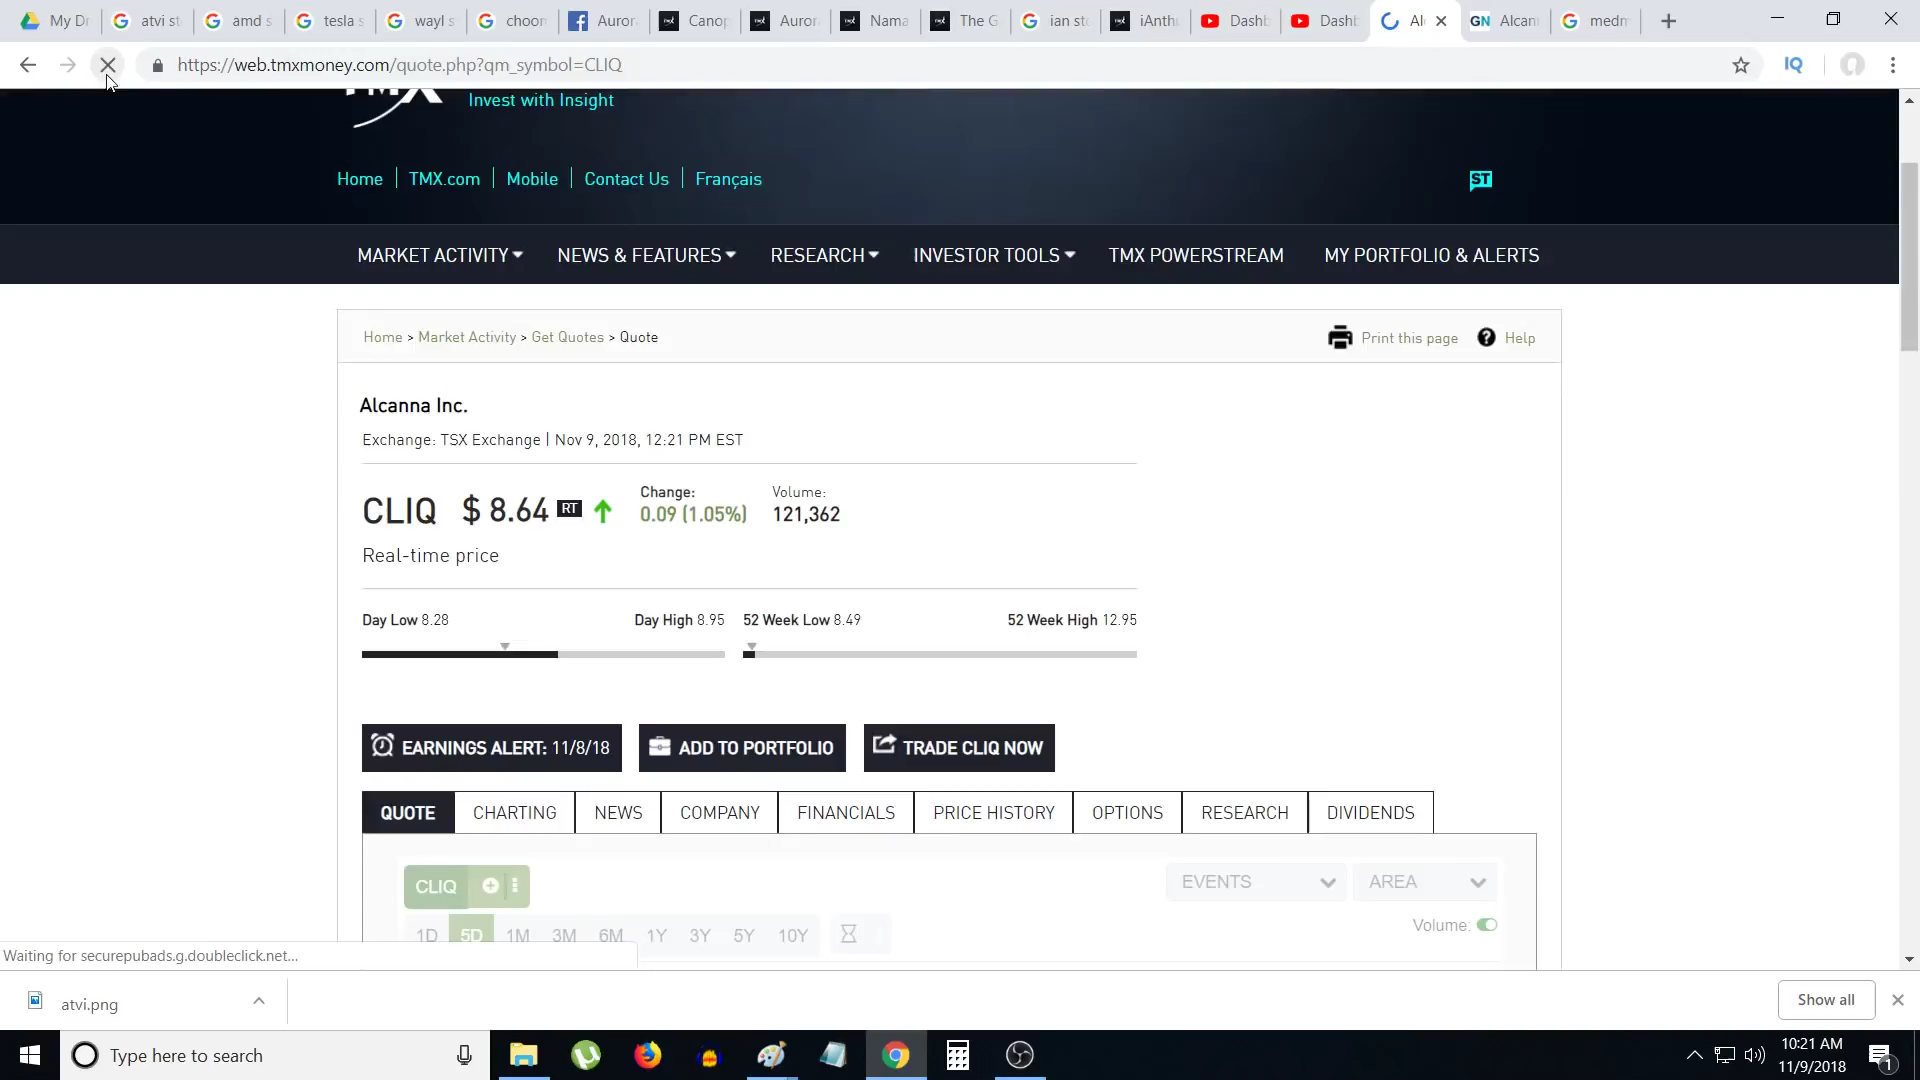 My Dr
atvi st
amd s
tesla s
wayl s
choom
Auror
Canop
Auror
Nama
The G
ian sto
iAnth
Dashb
Dashb
Al
GN Alcan
medm
https://web.tmxmoney.com/quote.php?qm_symbol=CLIQ
IQ
TMX
Invest with Insight
Home
TMX.com
Mobile
Contact Us
Français
ST
MARKET ACTIVITY
NEWS & FEATURES
RESEARCH
INVESTOR TOOLS
TMX POWERSTREAM
MY PORTFOLIO & ALERTS
Home > Market Activity > Get Quotes > Quote
Print this page
? Help
Alcanna Inc.
Exchange: TSX Exchange | Nov 9, 2018, 12:21 PM EST
CLIQ $ 8.64 RT
Change:
0.09 (1.05%)
Volume:
121,362
Real-time price
Day Low 8.28
Day High 8.95
52 Week Low 8.49
52 Week High 12.95
EARNINGS ALERT: 11/8/18
ADD TO PORTFOLIO
TRADE CLIQ NOW
QUOTE
CHARTING
NEWS
COMPANY
FINANCIALS
PRICE HISTORY
OPTIONS
RESEARCH
DIVIDENDS
CLIQ
EVENTS
AREA
1D 5D 1M 3M 6M 1Y 3Y 5Y 10Y
Volume:
Waiting for securepubads.g.doubleclick.net...
atvi.png
Show all
Type here to search
10:21 AM
11/9/2018
1